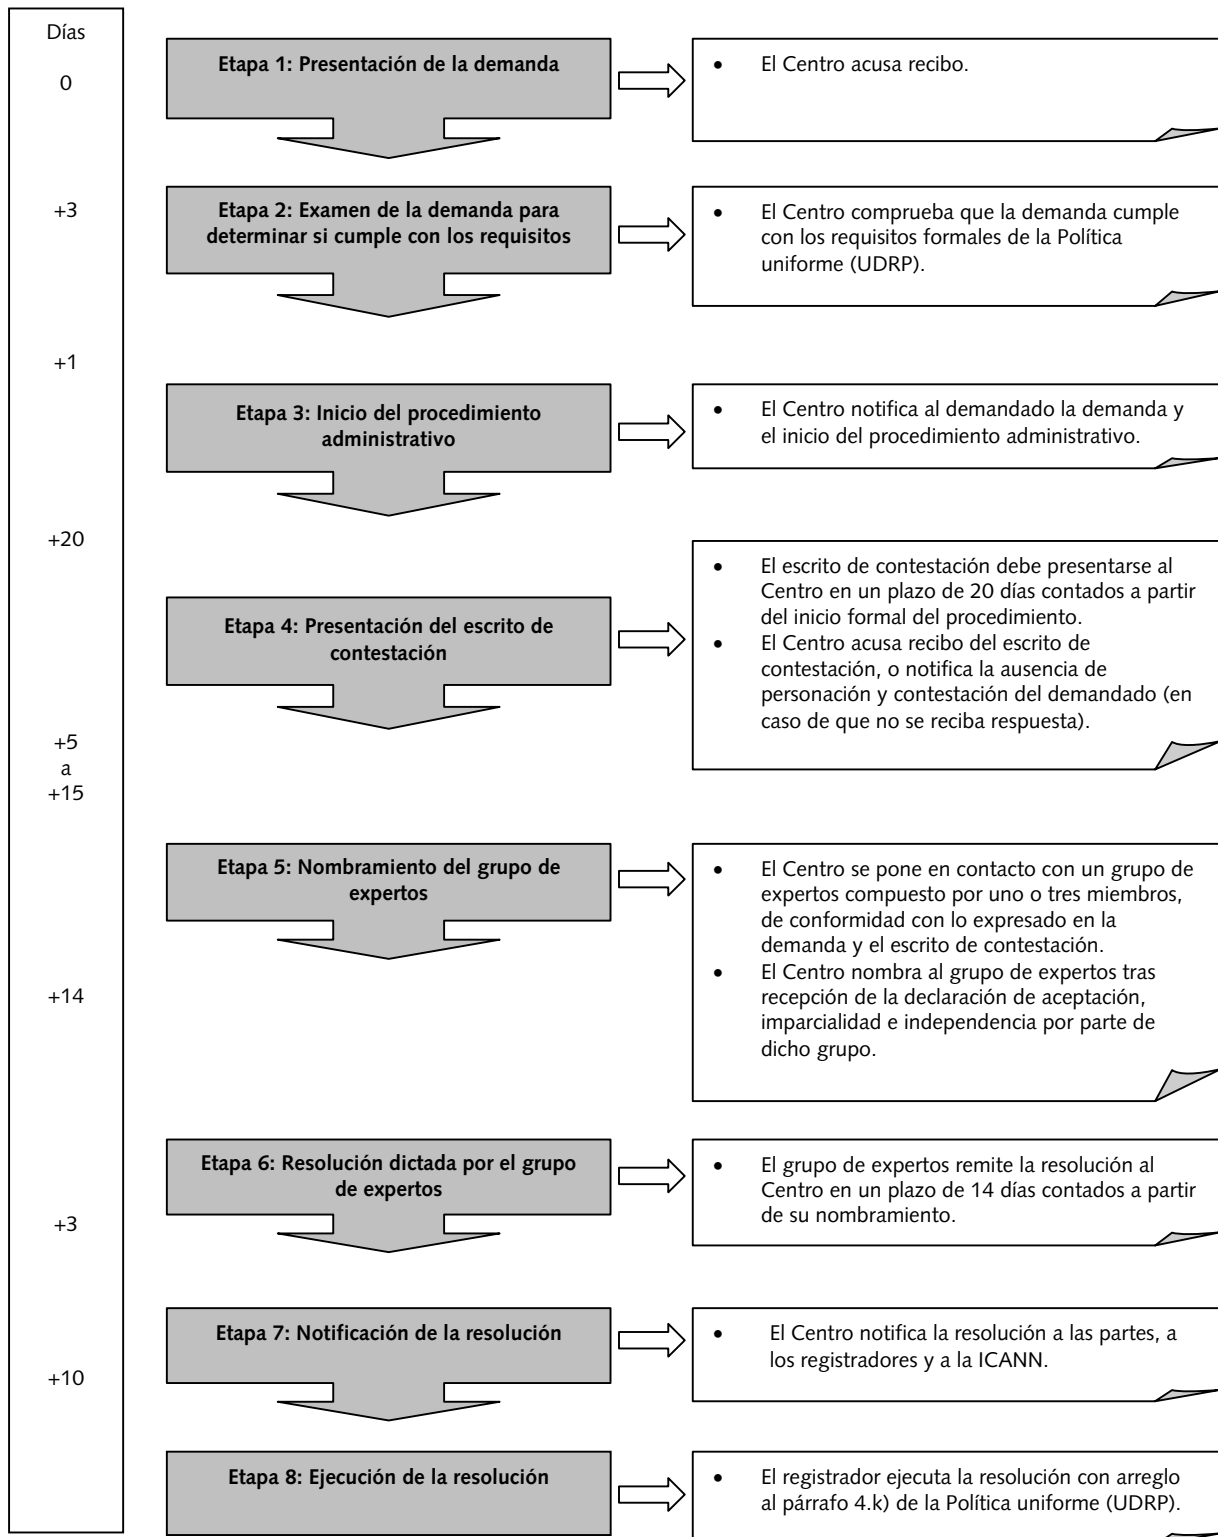 Días
0
Etapa 1: Presentación de la demanda
• El Centro acusa recibo.
+3
Etapa 2: Examen de la demanda para
determinar si cumple con los requisitos
• El Centro comprueba que la demanda cumple
con los requisitos formales de la Política
uniforme (UDRP).
+1
Etapa 3: Inicio del procedimiento
administrativo
• El Centro notifica al demandado la demanda y
el inicio del procedimiento administrativo.
+20
Etapa 4: Presentación del escrito de
contestación
• El escrito de contestación debe presentarse al
Centro en un plazo de 20 días contados a partir
del inicio formal del procedimiento.
• El Centro acusa recibo del escrito de
contestación, o notifica la ausencia de
personación y contestación del demandado (en
caso de que no se reciba respuesta).
+5
a
+15
Etapa 5: Nombramiento del grupo de
expertos
• El Centro se pone en contacto con un grupo de
expertos compuesto por uno o tres miembros,
de conformidad con lo expresado en la
demanda y el escrito de contestación.
• El Centro nombra al grupo de expertos tras
recepción de la declaración de aceptación,
imparcialidad e independencia por parte de
dicho grupo.
+14
Etapa 6: Resolución dictada por el grupo
de expertos
• El grupo de expertos remite la resolución al
Centro en un plazo de 14 días contados a partir
de su nombramiento.
+3
Etapa 7: Notificación de la resolución
• El Centro notifica la resolución a las partes, a
los registradores y a la ICANN.
+10
Etapa 8: Ejecución de la resolución
• El registrador ejecuta la resolución con arreglo
al párrafo 4.k) de la Política uniforme (UDRP).